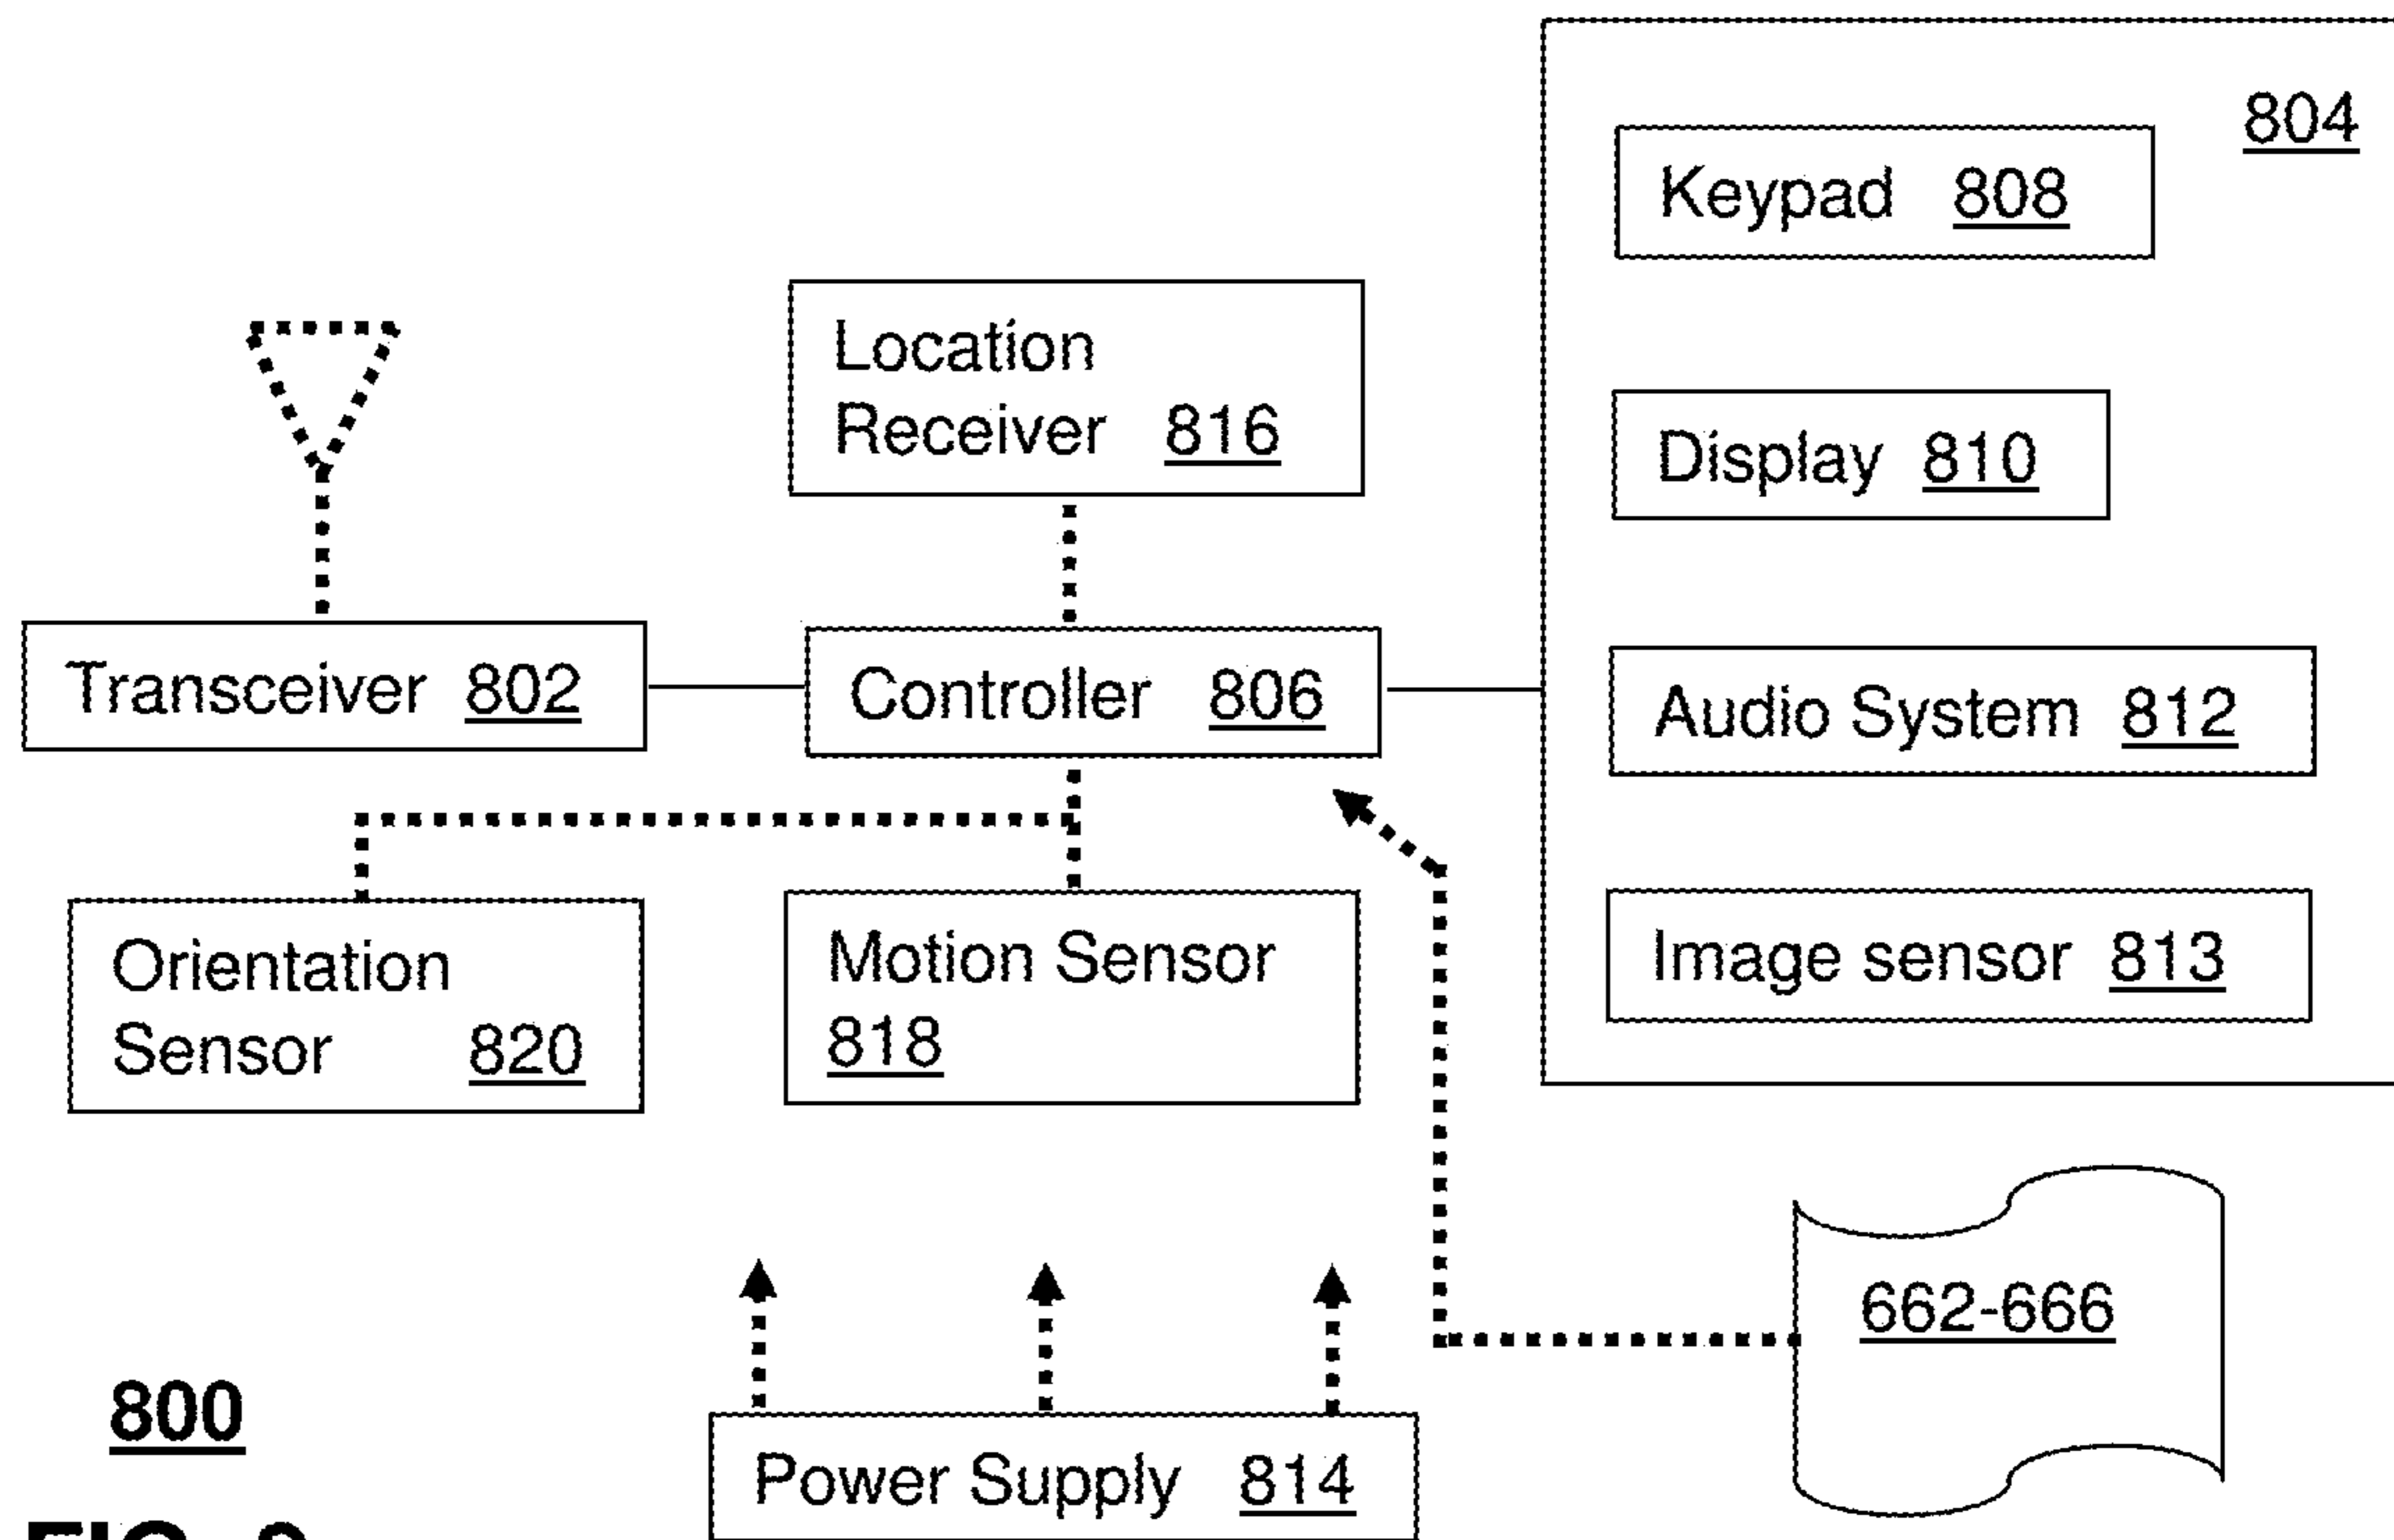 804
Keypad 808
Location
Receiver 816
Display 810
Transceiver 802
Controller 806
Audio System 812
Orientation
Sensor 820
Motion Sensor
818
Image sensor 813
662-666
800
Power Supply 814
FIG.